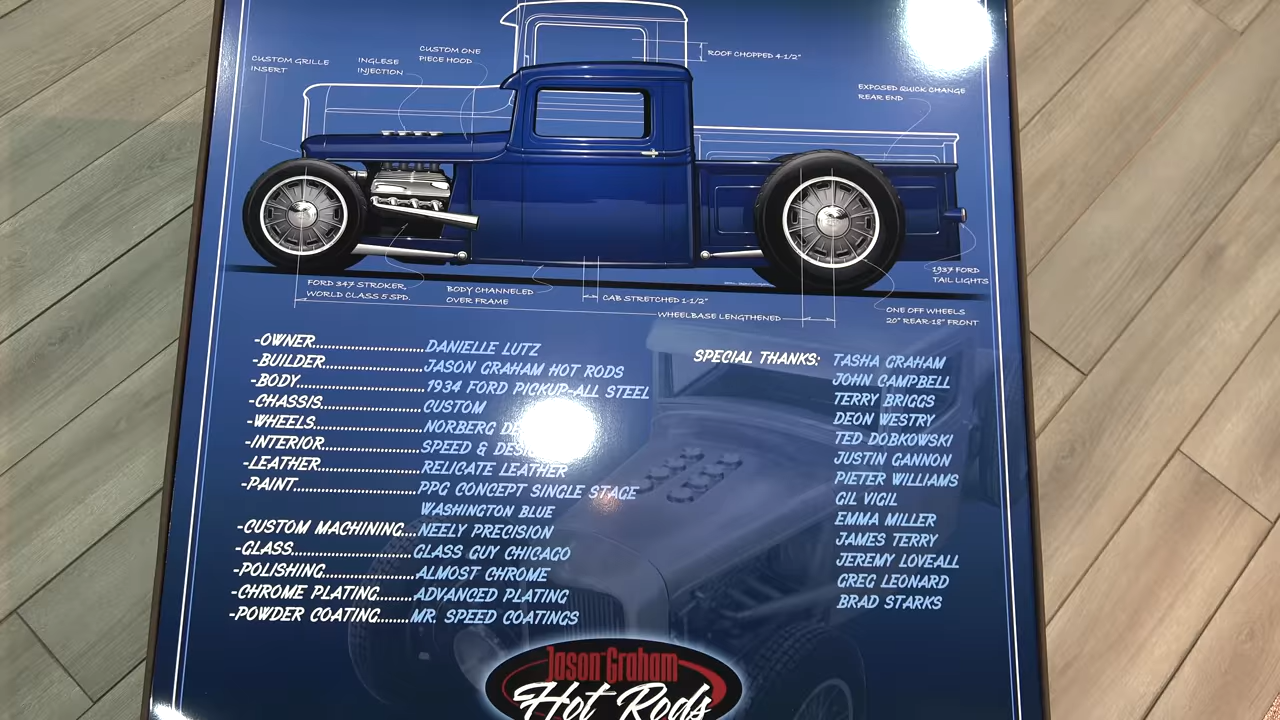 ROOF CHOPPED 4-1/2"
CUSTOM ONE
PIECE HOOD
CUSTOM GRILLE
INSERT
INGLESE
INJECTION
EXPOSED QUICK CHANGE
REAR END
1937 FORD
TAIL LIGHTS
FORD 347 STROKER,
WORLD CLASS 5 SPD.
BODY CHANNELED
OVER FRAME
CAB STRETCHED 1-1/2"
WHEELBASE LENGTHENED
ONE OFF WHEELS
20" REAR-18" FRONT
-OWNER........................DANIELLE LUTZ
-BUILDER......................JASON GRAHAM HOT RODS
-BODY...........................1934 FORD PICKUP-ALL STEEL
-CHASSIS......................CUSTOM
-WHEELS......................NORBERG
-INTERIOR....................SPEED &
-LEATHER.....................RELICATE LEATHER
-PAINT..........................PPG CONCEPT SINGLE STAGE
WASHINGTON BLUE
-CUSTOM MACHINING...NEELY PRECISION
-GLASS..........................GLASS GUY CHICAGO
-POLISHING...................ALMOST CHROME
-CHROME PLATING........ADVANCED PLATING
-POWDER COATING.......MR. SPEED COATINGS
SPECIAL THANKS: TASHA GRAHAM
JOHN CAMPBELL
TERRY BRIGGS
DEON WESTRY
TED DOBKOWSKI
JUSTIN GANNON
PIETER WILLIAMS
GIL VIGIL
EMMA MILLER
JAMES TERRY
JEREMY LOVEALL
GREG LEONARD
BRAD STARKS
Jason Graham
Hot Rods